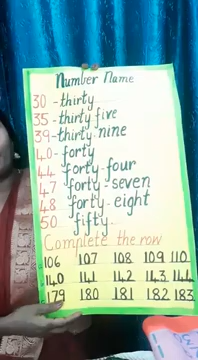 Number Name
30 - thirty
35 - thirty five
39 - thirty-nine
40 - forty
44 forty-four
47 forty-seven
48 forty-eight
50 fifty
Complete the row
106 107 108 109 110
140 141 142 143 144
179 180 181 182 183